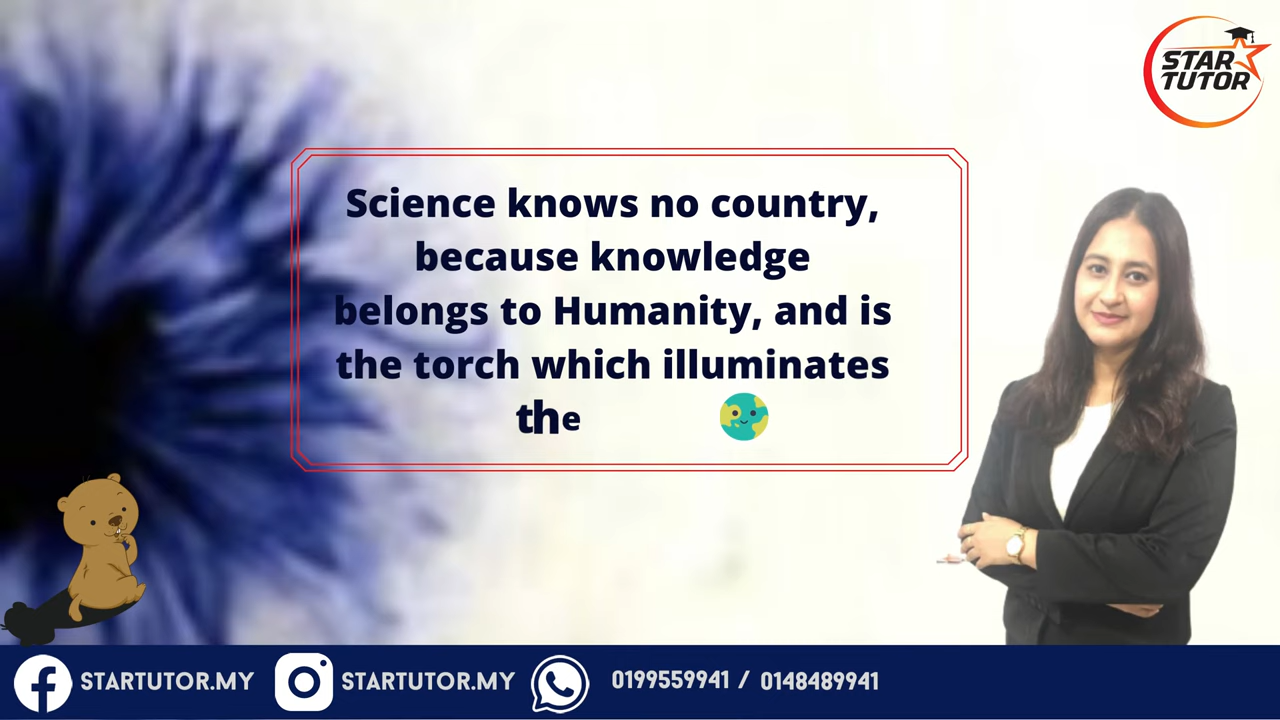 STAR
TUTOR
Science knows no country,
because knowledge
belongs to Humanity, and is
the torch which illuminates
the
STARTUTOR.MY
STARTUTOR.MY
0199559941 / 0148489941